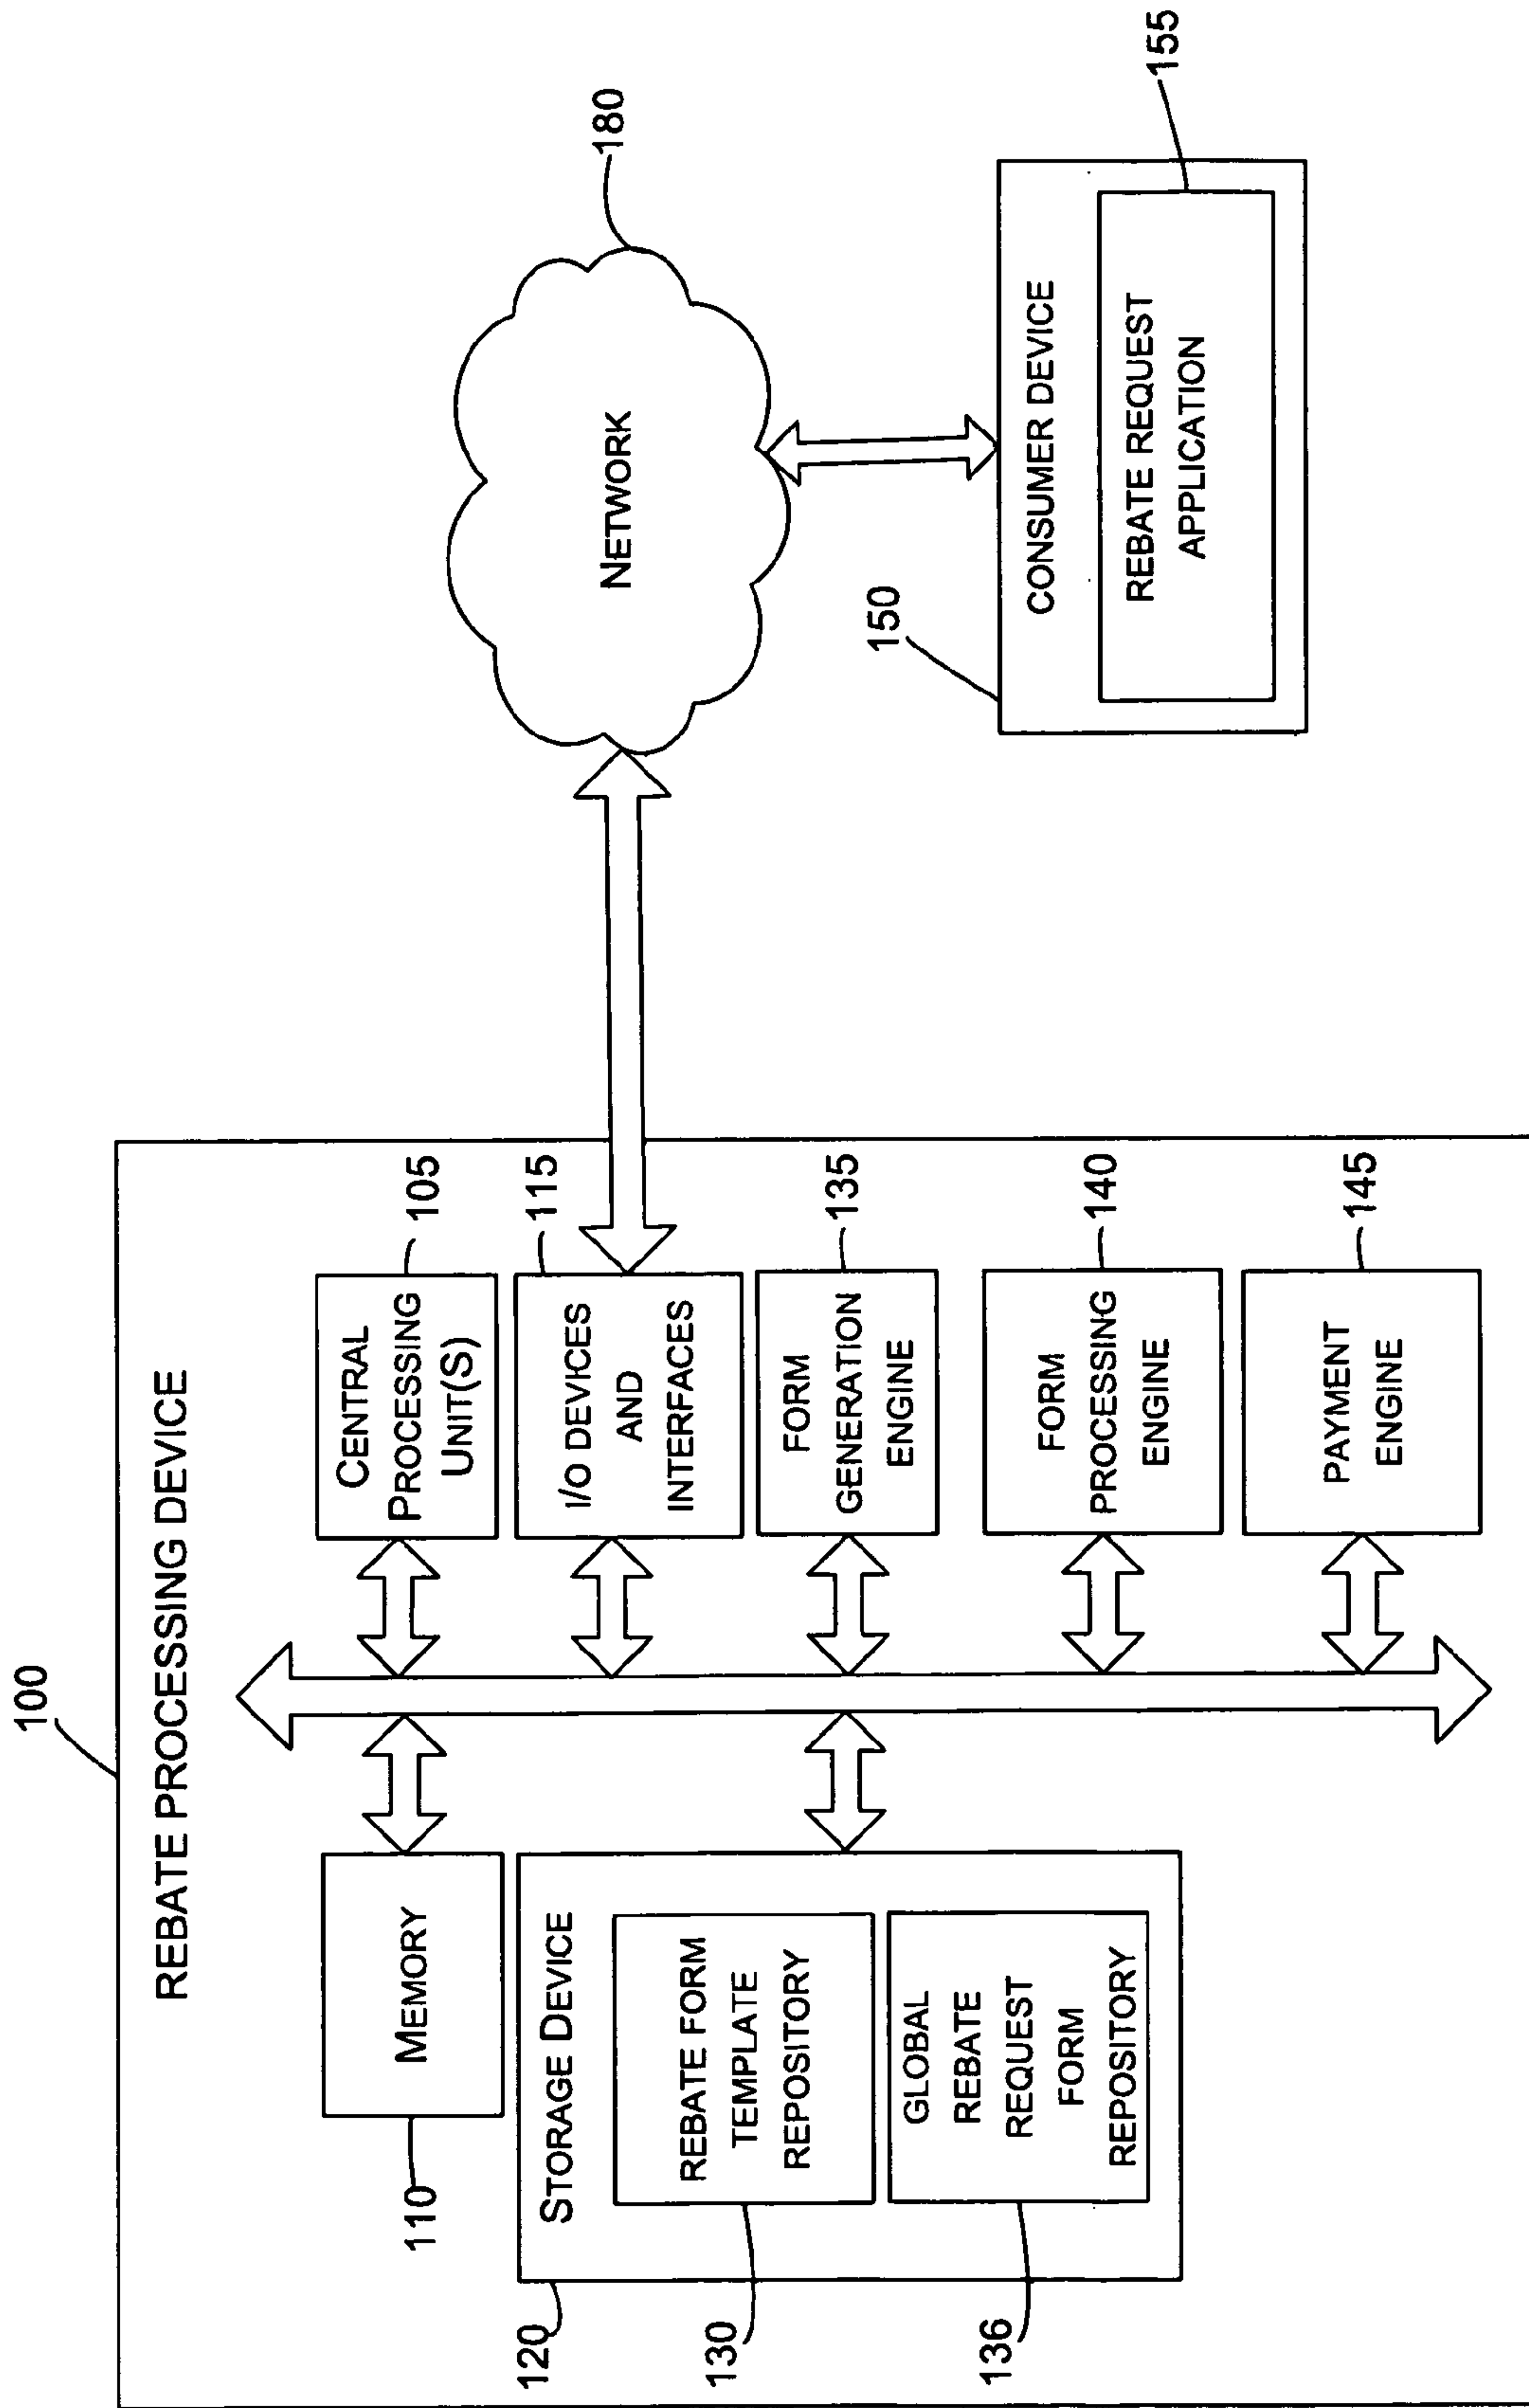 100
REBATE PROCESSING DEVICE
MEMORY
110
STORAGE DEVICE
120
REBATE FORM
TEMPLATE
REPOSITORY
130
GLOBAL
REBATE
REQUEST
FORM
REPOSITORY
136
CENTRAL
PROCESSING
UNIT(S)
105
I/O DEVICES
AND
INTERFACES
115
FORM
GENERATION
ENGINE
135
FORM
PROCESSING
ENGINE
140
PAYMENT
ENGINE
145
NETWORK
180
150
CONSUMER DEVICE
REBATE REQUEST
APPLICATION
155